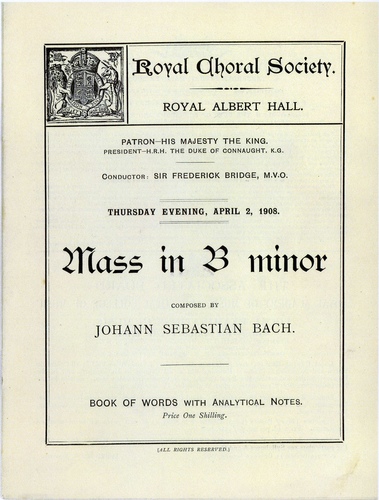 Royal Choral Society.
ROYAL ALBERT HALL.
PATRON—HIS MAJESTY THE KING.
PRESIDENT—H.R.H. THE DUKE OF CONNAUGHT, K.G.
CONDUCTOR: SIR FREDERICK BRIDGE, M.V.O.
THURSDAY EVENING, APRIL 2, 1908.
Mass in B minor
COMPOSED BY
JOHANN SEBASTIAN BACH.
BOOK OF WORDS WITH ANALYTICAL NOTES.
Price One Shilling.
(ALL RIGHTS RESERVED.)